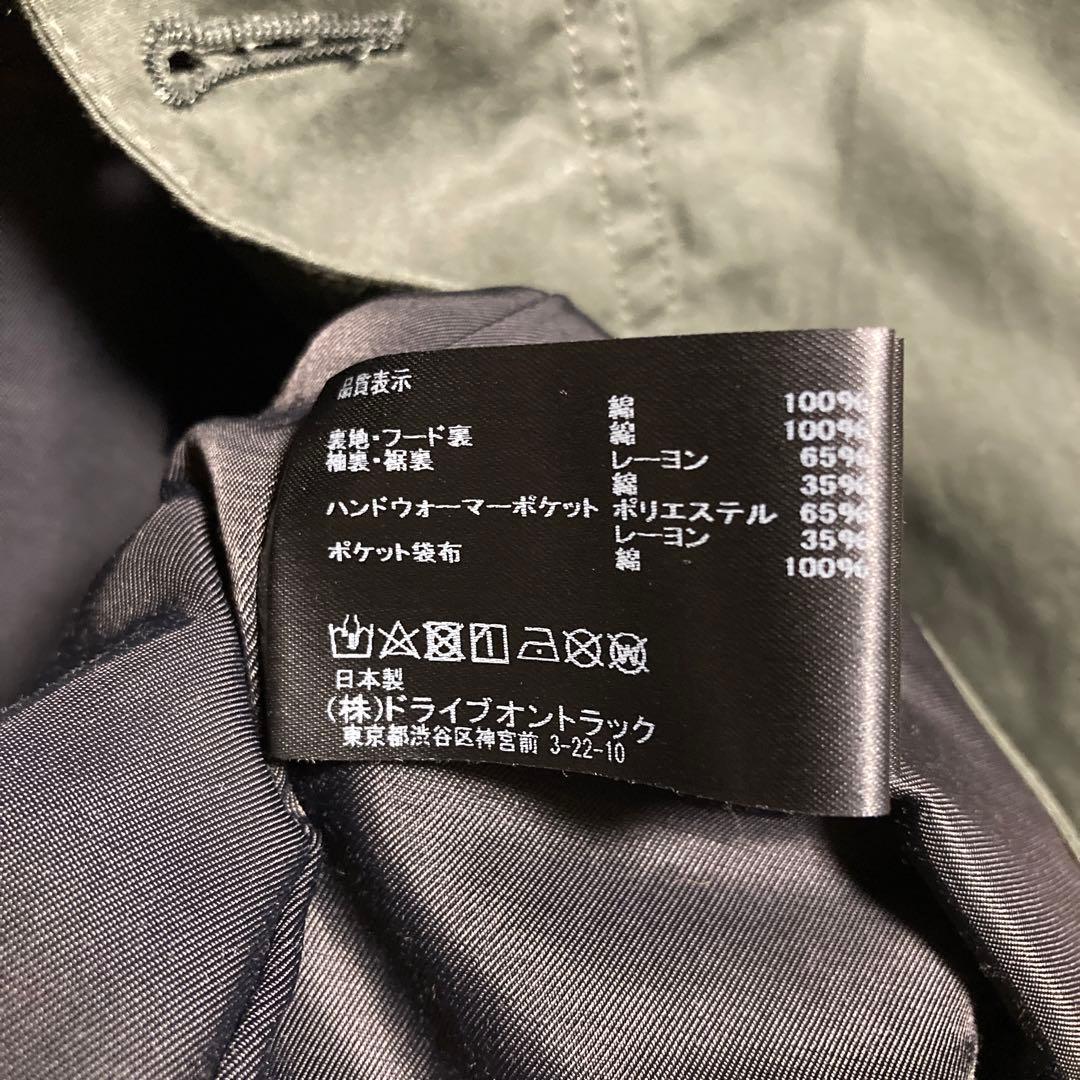 品質表示
綿 100%
裏地・フード裏 綿 100%
袖裏・裾裏 レーヨン 65%
綿 35%
ハンドウォーマーポケット ポリエステル 65%
レーヨン 35%
ポケット袋布 綿 100%
日本製
(株)ドライブオントラック
東京都渋谷区神宮前 3-22-10